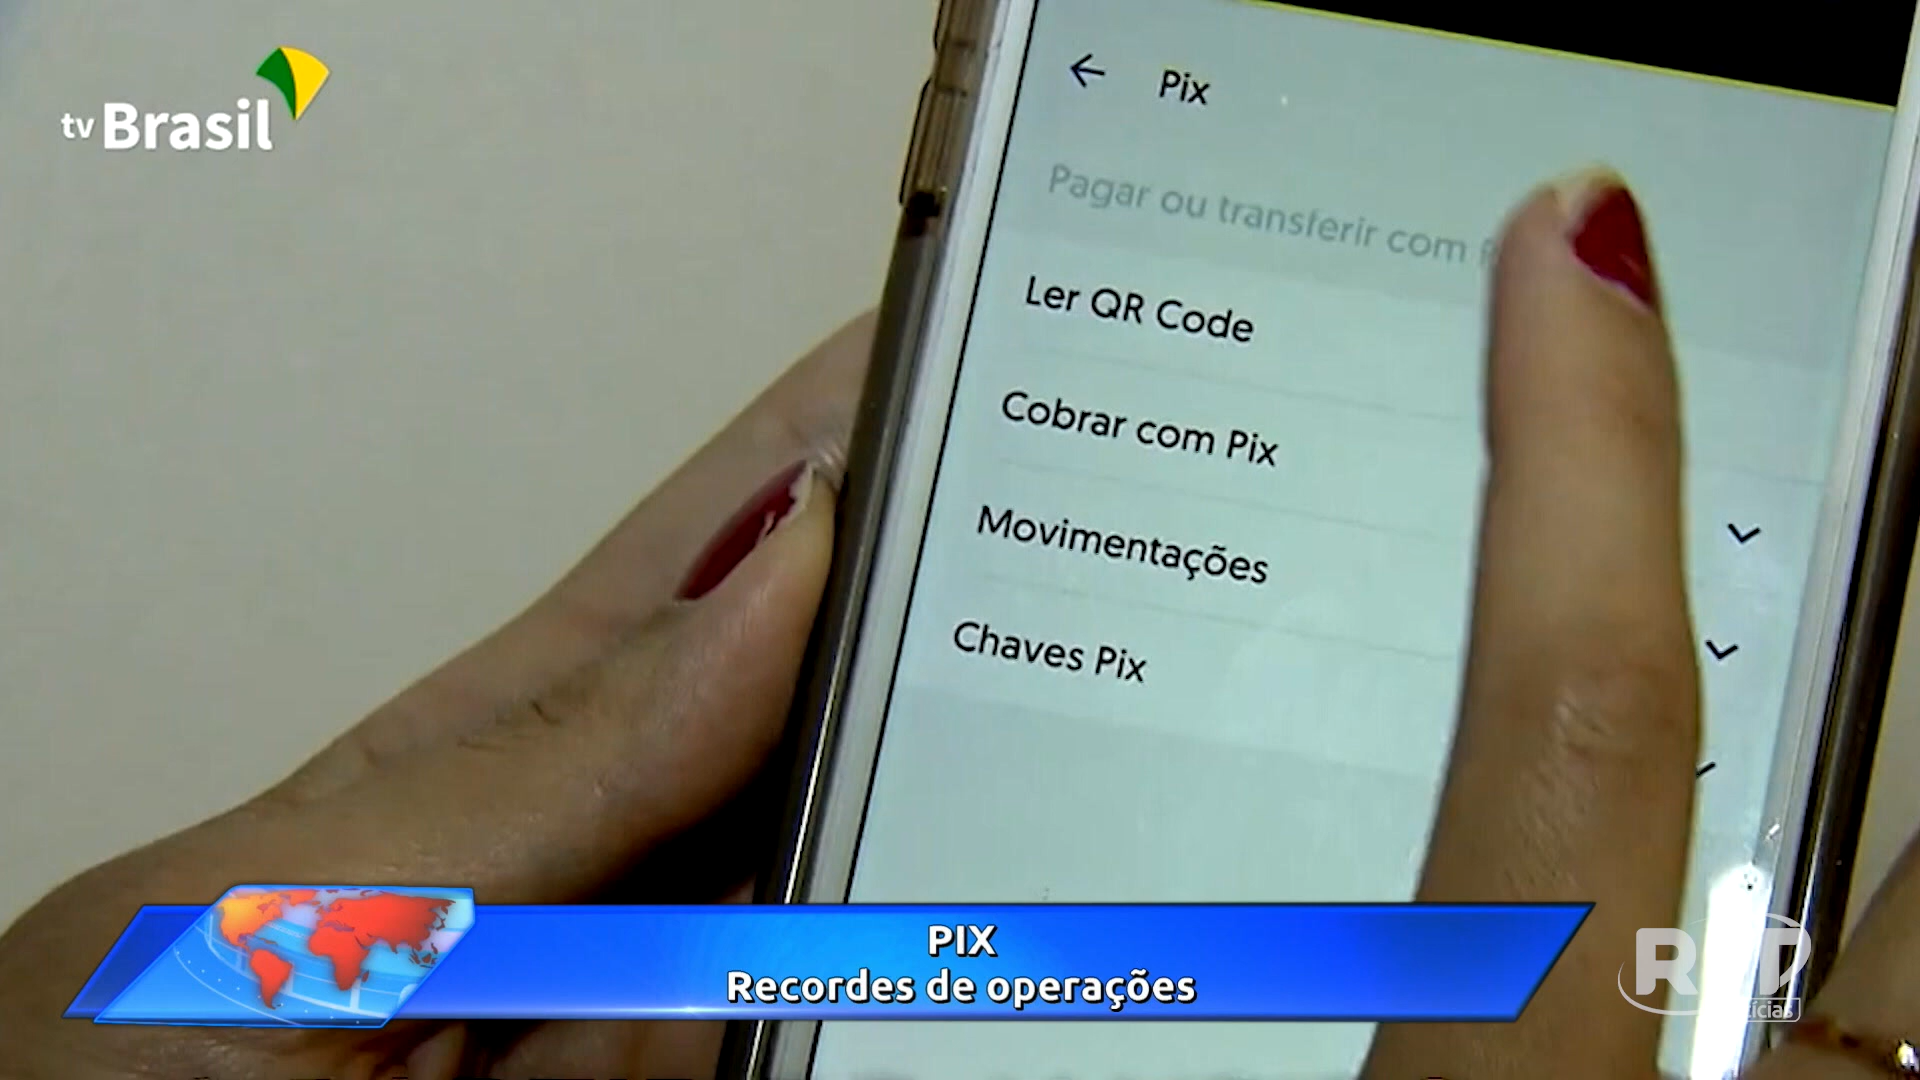 tv Brasil
Pix
Pagar ou transferir com
Ler QR Code
Cobrar com Pix
Movimentações
Chaves Pix
PIX
Recordes de operações